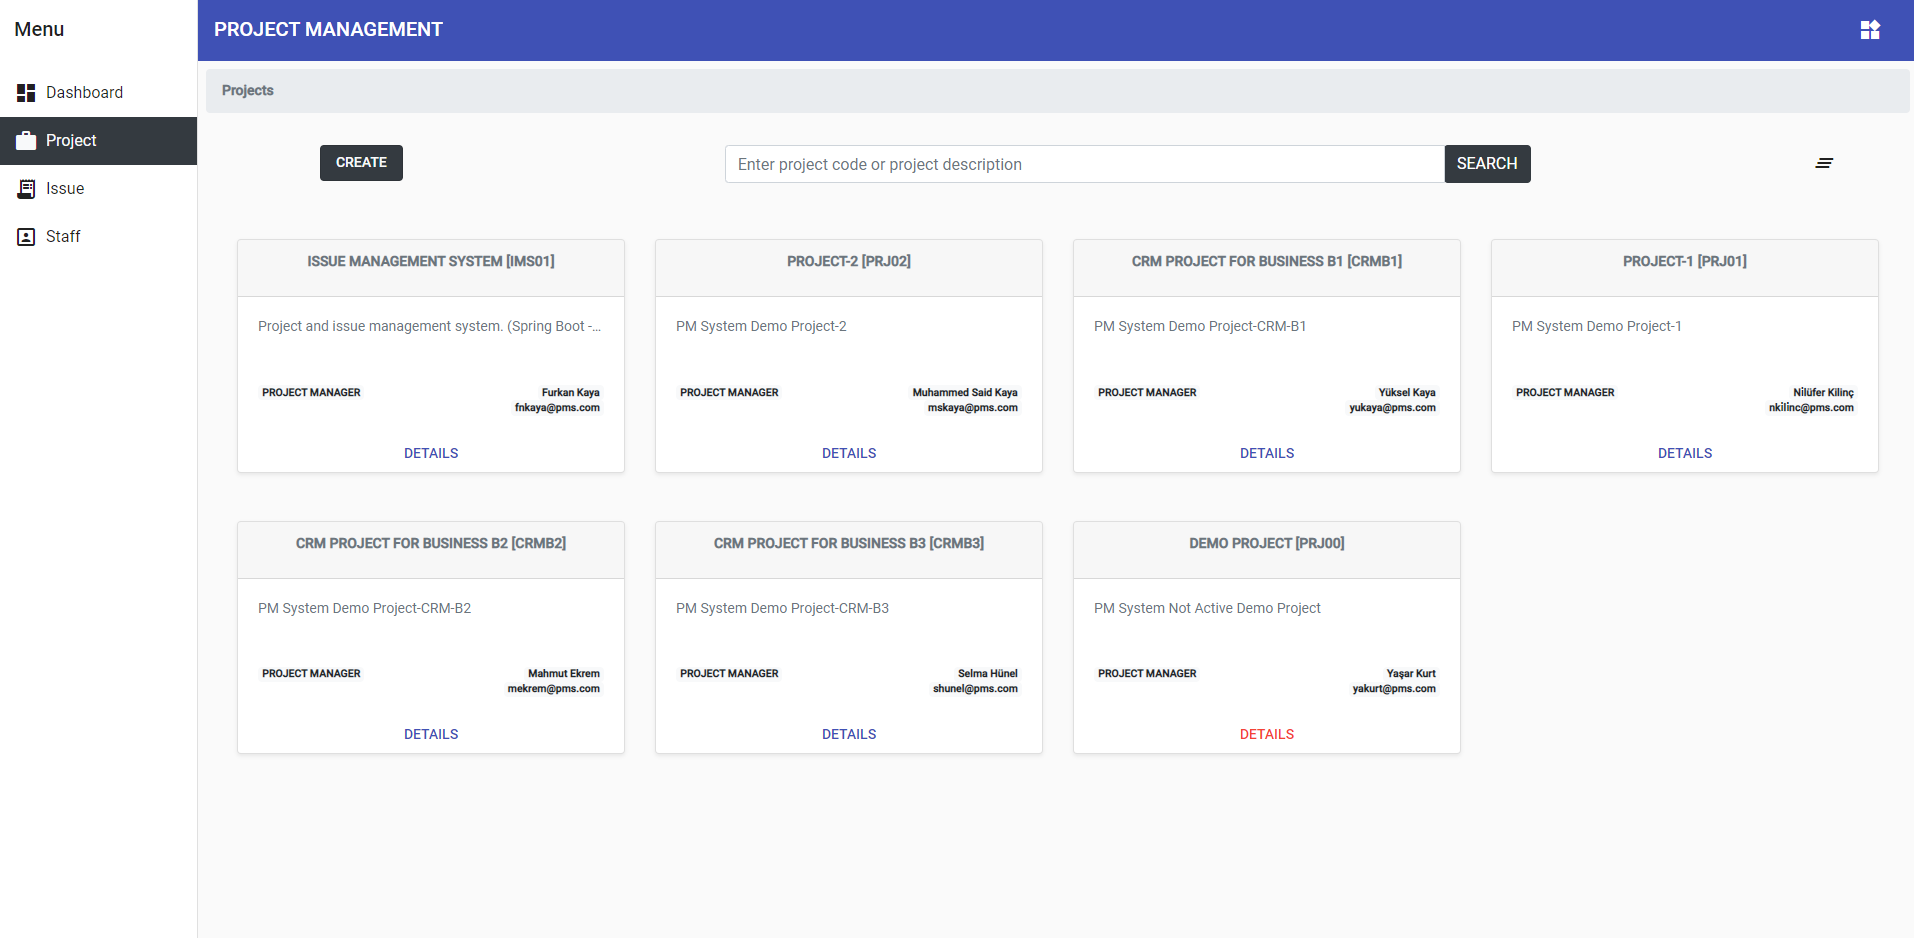 Menu
PROJECT MANAGEMENT
Dashboard
Project
Issue
Staff
Projects
CREATE
Enter project code or project description
SEARCH
ISSUE MANAGEMENT SYSTEM [IMS01]
Project and issue management system. (Spring Boot -...
PROJECT MANAGER
Furkan Kaya
fnkaya@pms.com
DETAILS
PROJECT-2 [PRJ02]
PM System Demo Project-2
PROJECT MANAGER
Muhammed Said Kaya
mskaya@pms.com
DETAILS
CRM PROJECT FOR BUSINESS B1 [CRMB1]
PM System Demo Project-CRM-B1
PROJECT MANAGER
Yüksel Kaya
yukaya@pms.com
DETAILS
PROJECT-1 [PRJ01]
PM System Demo Project-1
PROJECT MANAGER
Nilüfer Kilinç
nkilinc@pms.com
DETAILS
CRM PROJECT FOR BUSINESS B2 [CRMB2]
PM System Demo Project-CRM-B2
PROJECT MANAGER
Mahmut Ekrem
mekrem@pms.com
DETAILS
CRM PROJECT FOR BUSINESS B3 [CRMB3]
PM System Demo Project-CRM-B3
PROJECT MANAGER
Selma Hünel
shunel@pms.com
DETAILS
DEMO PROJECT [PRJ00]
PM System Not Active Demo Project
PROJECT MANAGER
Yaşar Kurt
yakurt@pms.com
DETAILS